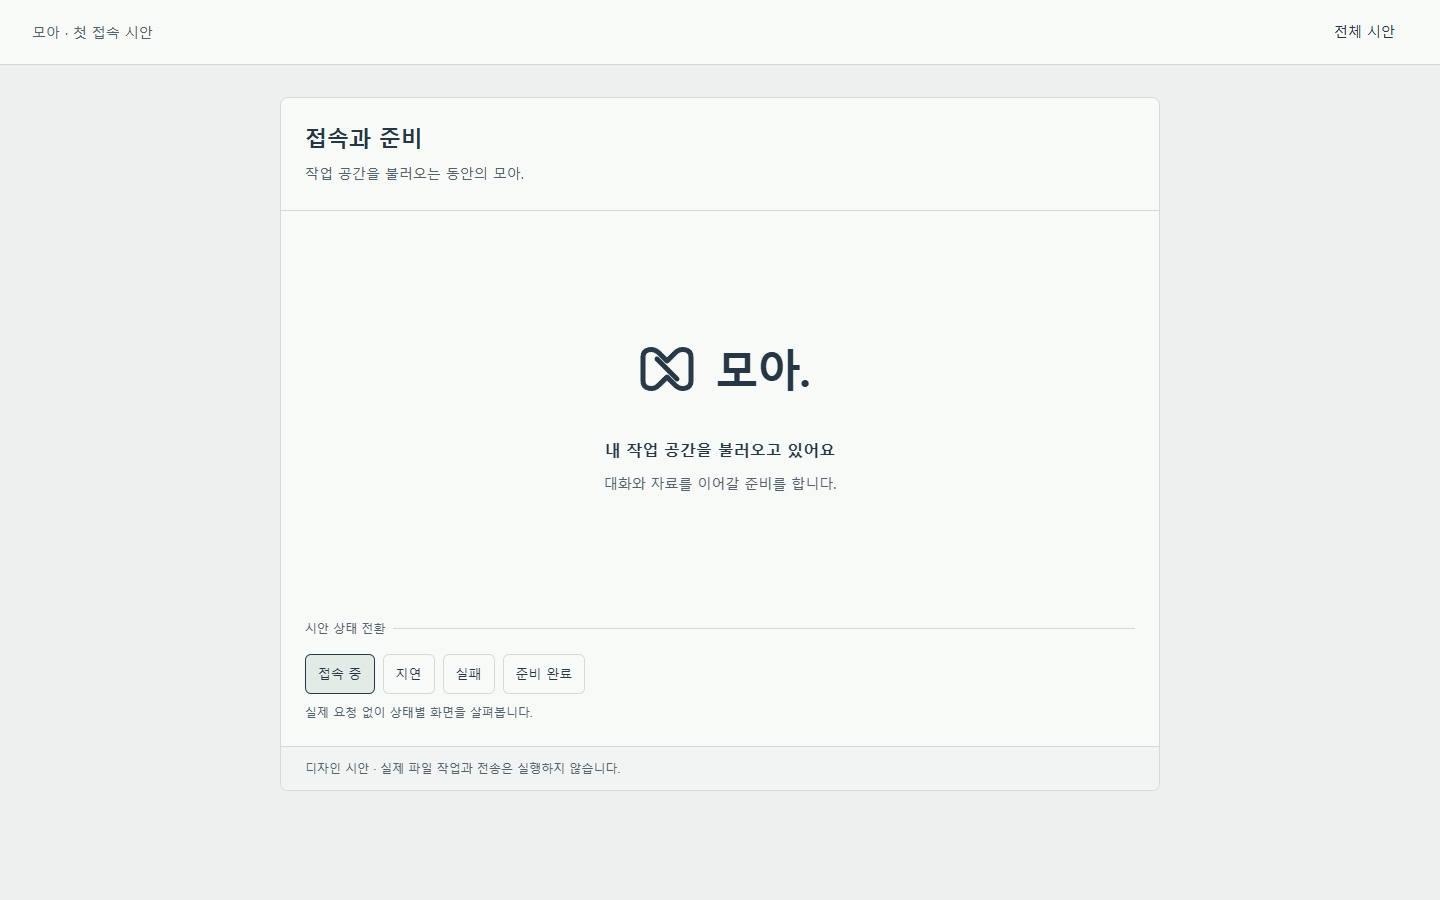 모아 · 첫 접속 시안
전체 시안
접속과 준비
작업 공간을 불러오는 동안의 모아.
모아.
내 작업 공간을 불러오고 있어요
대화와 자료를 이어갈 준비를 합니다.
시안 상태 전환
접속 중
지연
실패
준비 완료
실제 요청 없이 상태별 화면을 살펴봅니다.
디자인 시안 · 실제 파일 작업과 전송은 실행하지 않습니다.